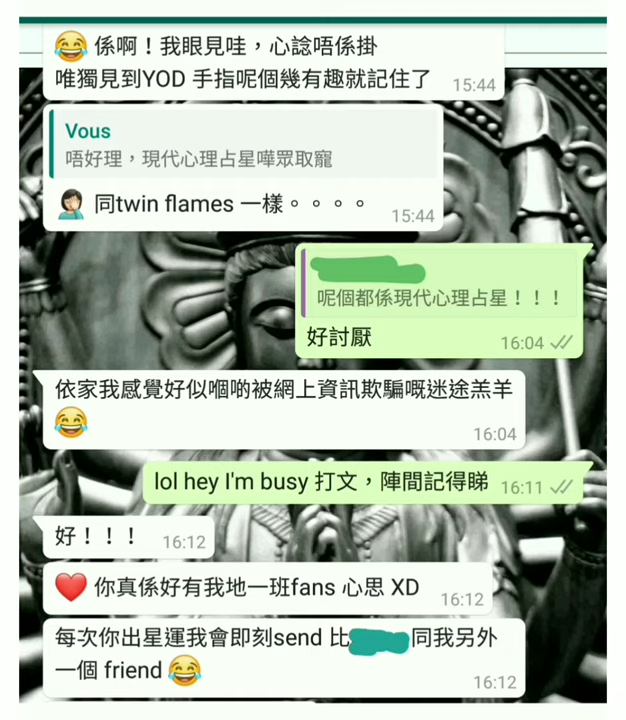 😂 係啊！我眼見哇，心諗唔係掛
唯獨見到YOD 手指呢個幾有趣就記住了
15:44
Vous
唔好理，現代心理占星嘩眾取寵
🤦🏻‍♀️ 同twin flames 一樣。。。。
15:44
呢個都係現代心理占星！！！
好討厭
16:04
依家我感覺好似嗰啲被網上資訊欺騙嘅迷途羔羊
😂
16:04
lol hey I'm busy 打文，陣間記得睇
16:11
好！！！
16:12
❤️ 你真係好有我地一班fans 心思 XD
16:12
每次你出星運我會即刻send 比
同我另外
一個 friend 😂
16:12